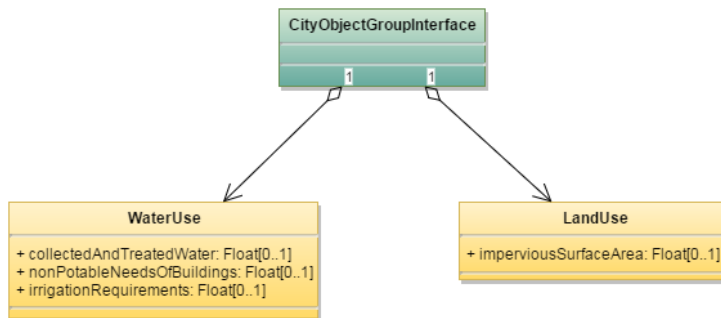 CityObjectGroupInterface
1
1
WaterUse
+ collectedAndTreatedWater: Float[0..1]
+ nonPotableNeedsOfBuildings: Float[0..1]
+ irrigationRequirements: Float[0..1]
LandUse
+ imperviousSurfaceArea: Float[0..1]